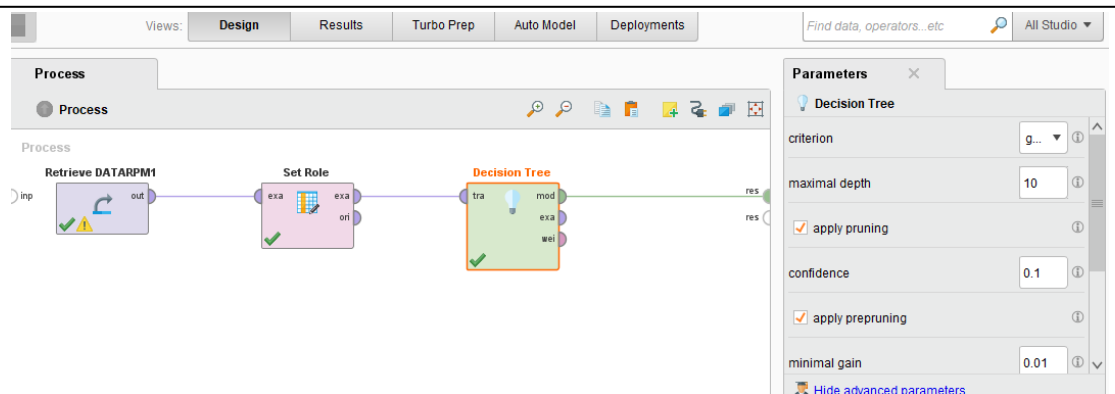 Views: Design Results Turbo Prep Auto Model Deployments Find data, operators...etc All Studio
Process
Process
Process
Parameters
Decision Tree
criterion g...
maximal depth 10
apply pruning
confidence 0.1
apply prepruning
minimal gain 0.01
Hide advanced parameters
Retrieve DATARPM1 Set Role Decision Tree
inp out exa exa tra mod res
ori exa res
wei